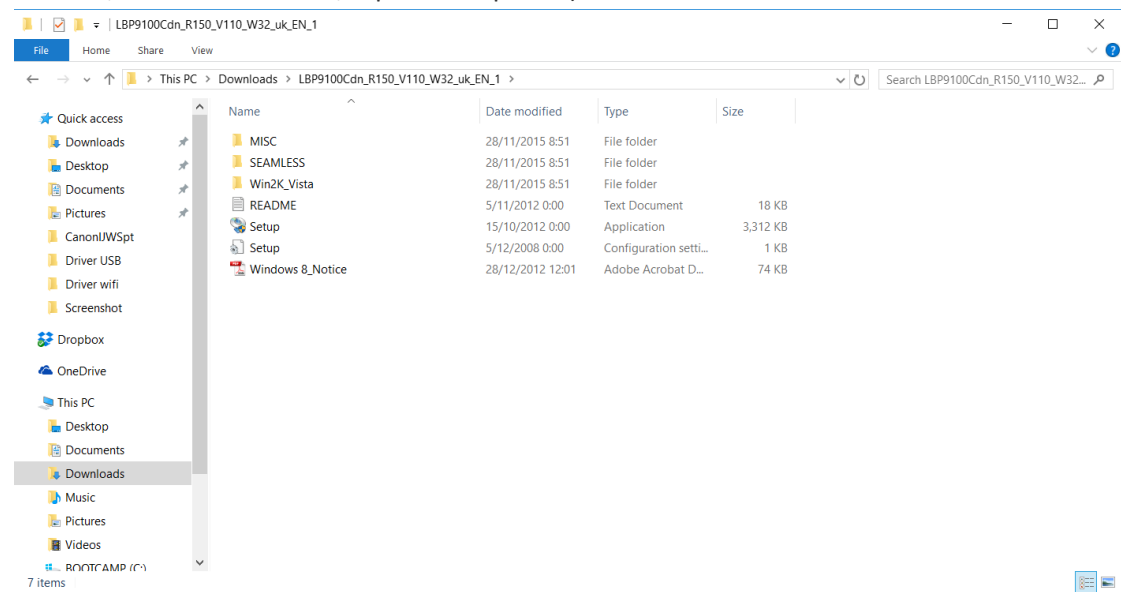 LBP9100Cdn_R150_V110_W32_uk_EN_1
File Home Share View
This PC > Downloads > LBP9100Cdn_R150_V110_W32_uk_EN_1 >
Search LBP9100Cdn_R150_V110_W32...
Quick access
Downloads
Desktop
Documents
Pictures
CanonIJWSpt
Driver USB
Driver wifi
Screenshot
Dropbox
OneDrive
This PC
Desktop
Documents
Downloads
Music
Pictures
Videos
BOOTCAMP (C:)
Name Date modified Type Size
MISC 28/11/2015 8:51 File folder
SEAMLESS 28/11/2015 8:51 File folder
Win2K_Vista 28/11/2015 8:51 File folder
README 5/11/2012 0:00 Text Document 18 KB
Setup 15/10/2012 0:00 Application 3,312 KB
Setup 5/12/2008 0:00 Configuration setti... 1 KB
Windows 8_Notice 28/12/2012 12:01 Adobe Acrobat D... 74 KB
7 items